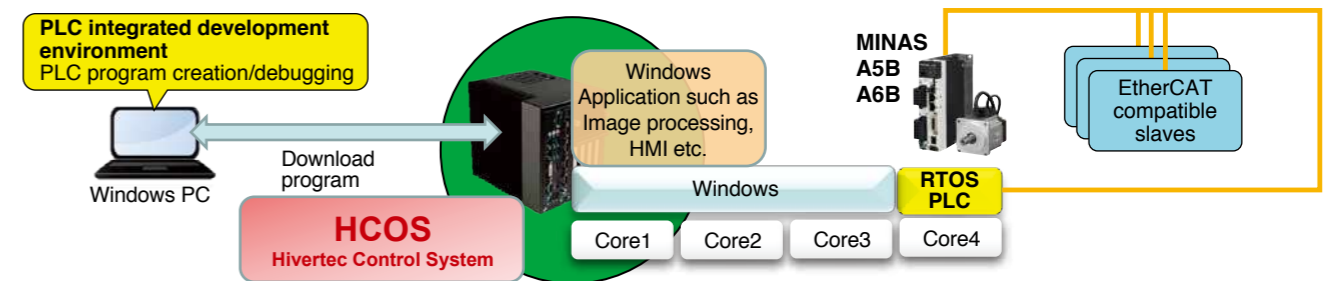 PLC integrated development
environment
PLC program creation/debugging
Windows PC
Download
program
HCOS
Hivertec Control System
Windows
Application such as
Image processing,
HMI etc.
Windows
RTOS
PLC
Core1
Core2
Core3
Core4
MINAS
A5B
A6B
EtherCAT
compatible
slaves